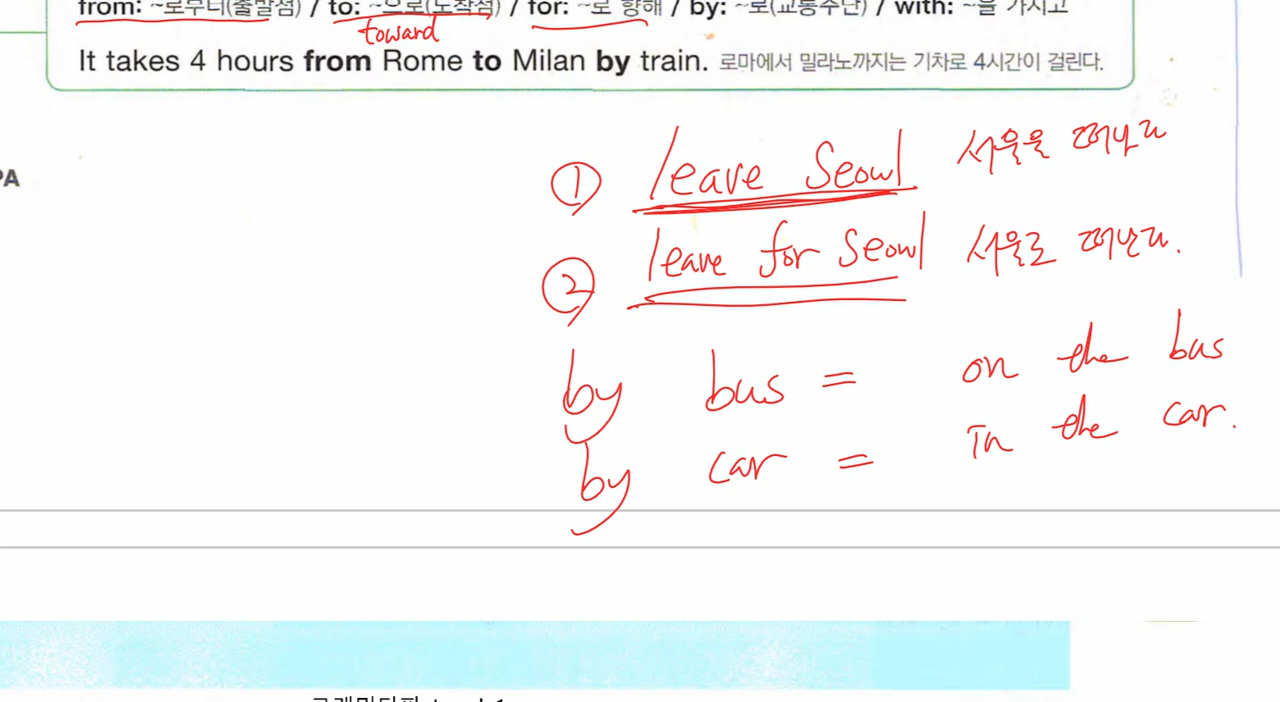 from: ~로부터(출발점) / to: ~으로(도착점) / for: ~로 향해 / by: ~로(교통수단) / with: ~을 가지고
toward
It takes 4 hours from Rome to Milan by train. 로마에서 밀라노까지는 기차로 4시간이 걸린다.
PA
① leave Seoul 서울을 떠나다
② leave for Seoul 서울로 떠난다.
by bus = on the bus
by car = in the car.